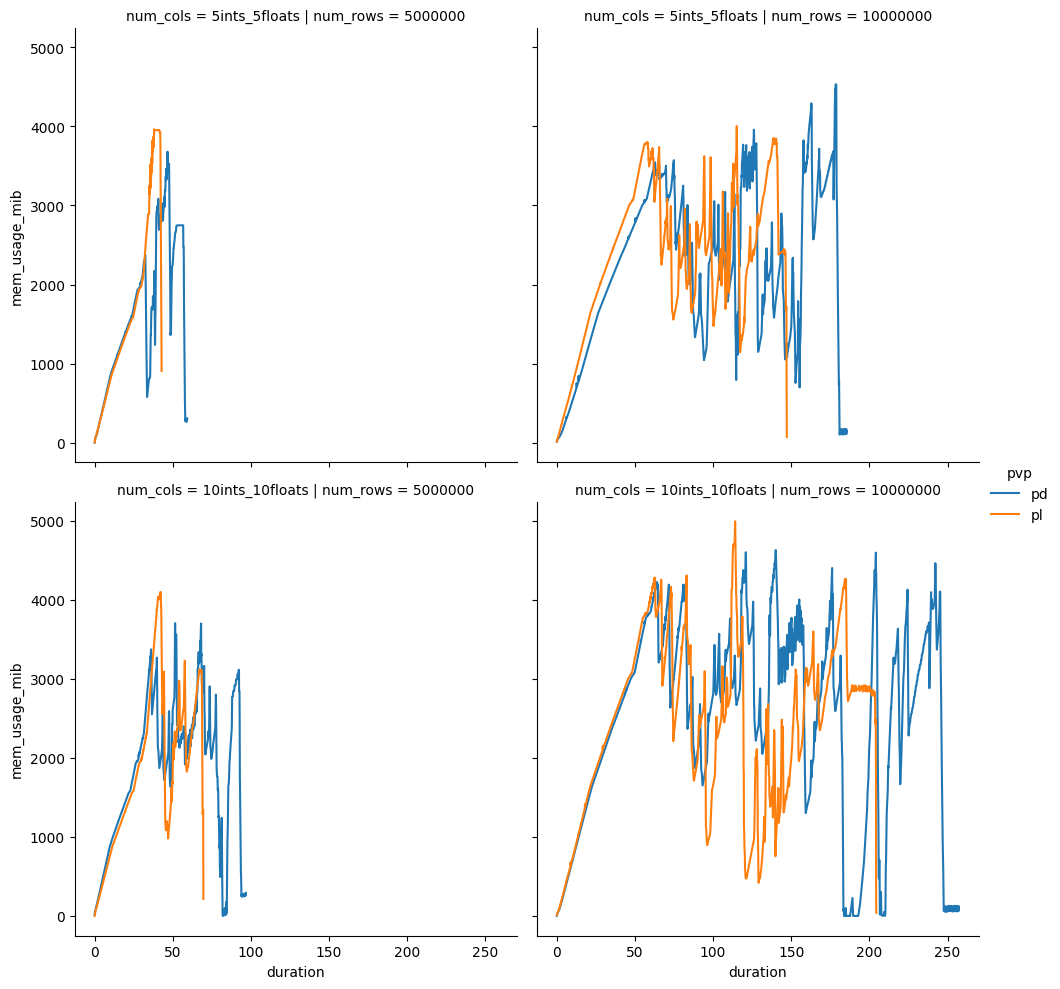 num_cols = 5ints_5floats | num_rows = 5000000
num_cols = 5ints_5floats | num_rows = 10000000
5000
4000
3000
2000
1000
0
mem_usage_mib
num_cols = 10ints_10floats | num_rows = 5000000
num_cols = 10ints_10floats | num_rows = 10000000
5000
4000
3000
2000
1000
0
mem_usage_mib
0 50 100 150 200 250
duration
0 50 100 150 200 250
duration
pvp
pd
pl